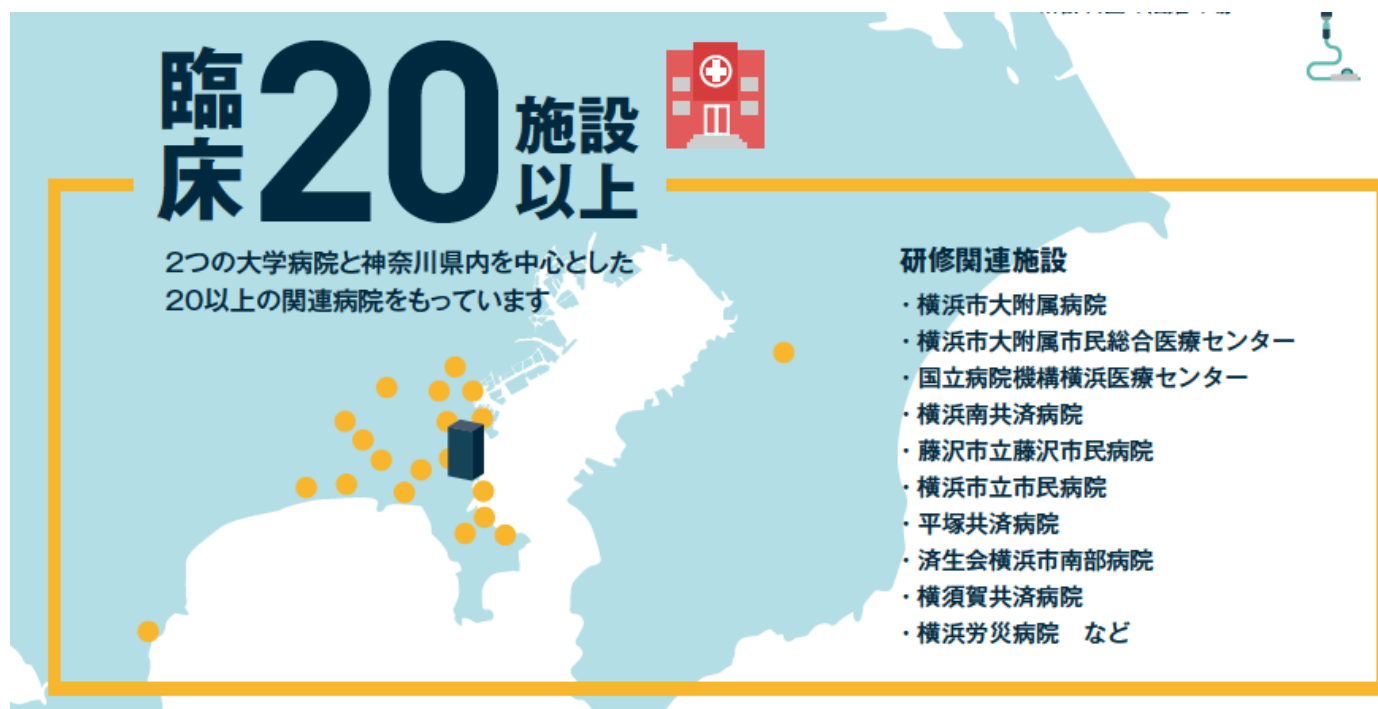 臨床20施設以上
2つの大学病院と神奈川県内を中心とした
20以上の関連病院をもっています
研修関連施設
・横浜市大附属病院
・横浜市大附属市民総合医療センター
・国立病院機構横浜医療センター
・横浜南共済病院
・藤沢市立藤沢市民病院
・横浜市立市民病院
・平塚共済病院
・済生会横浜市南部病院
・横須賀共済病院
・横浜労災病院　など